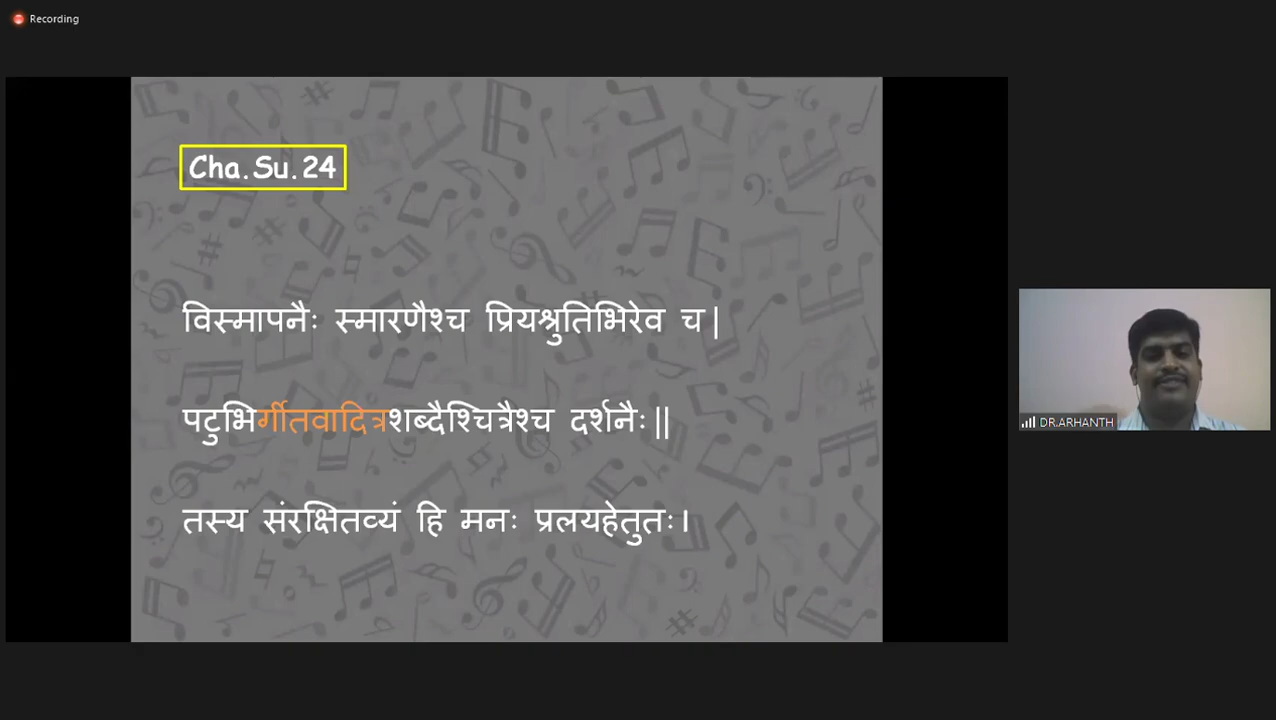 Recording
Cha.Su.24
विस्मापनैः स्मारणैश्च प्रियश्रुतिभिरेव च|
पटुभिर्गीतवादित्रशब्दैश्चित्रैश्च दर्शनैः||
तस्य संरक्षितव्यं हि मनः प्रलयहेतुतः।
DR.ARHANTH